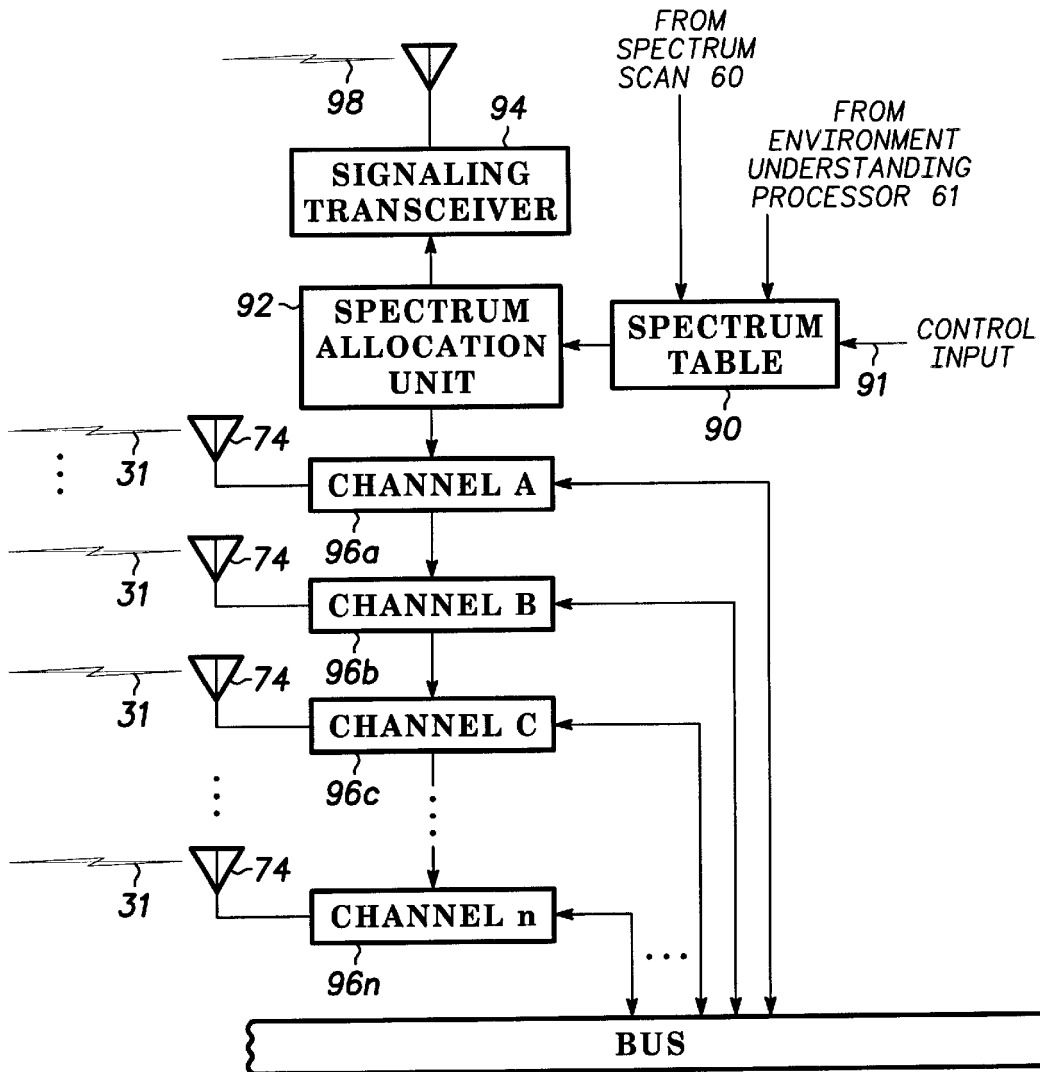 FROM
SPECTRUM
SCAN 60
98
94
FROM
ENVIRONMENT
UNDERSTANDING
PROCESSOR 61
SIGNALING
TRANSCEIVER
92
SPECTRUM
ALLOCATION
UNIT
SPECTRUM
TABLE
CONTROL
INPUT
91
90
74
31
CHANNEL A
96a
74
31
CHANNEL B
96b
74
31
CHANNEL C
96c
74
31
CHANNEL n
96n
BUS